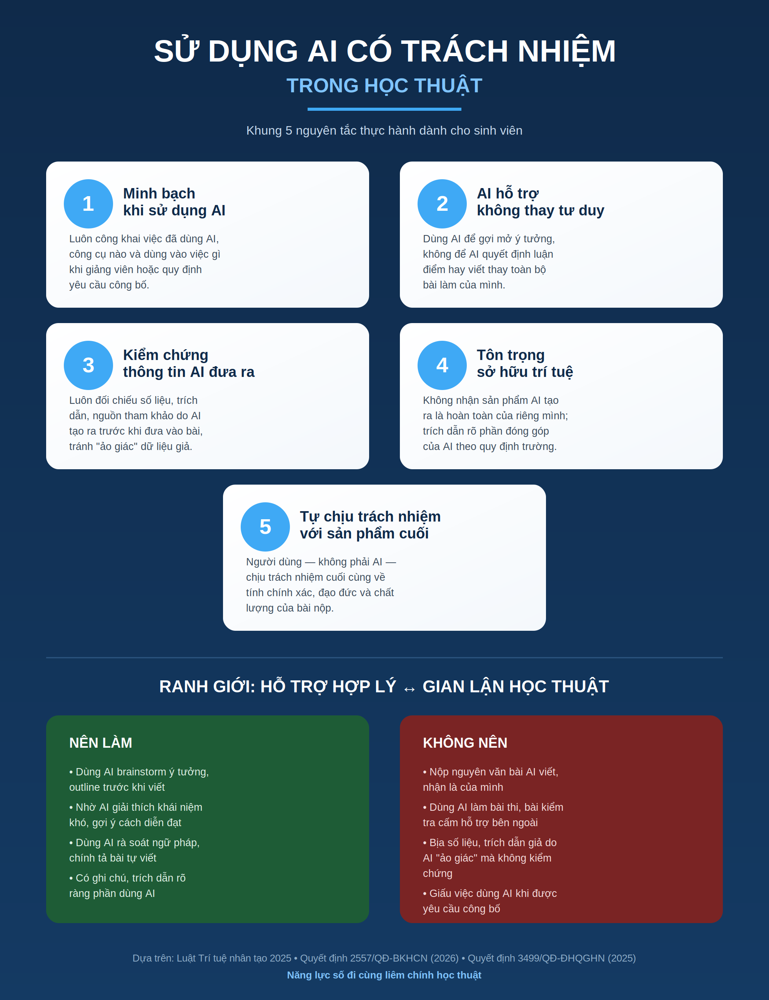 SỬ DỤNG AI CÓ TRÁCH NHIỆM
TRONG HỌC THUẬT
Khung 5 nguyên tắc thực hành dành cho sinh viên
1
Minh bạch
khi sử dụng AI
Luôn công khai việc đã dùng AI,
công cụ nào và dùng vào việc gì
khi giảng viên hoặc quy định
yêu cầu công bố.
2
AI hỗ trợ
không thay tư duy
Dùng AI để gợi mở ý tưởng,
không để AI quyết định luận
điểm hay viết thay toàn bộ
bài làm của mình.
3
Kiểm chứng
thông tin AI đưa ra
Luôn đối chiếu số liệu, trích
dẫn, nguồn tham khảo do AI
tạo ra trước khi đưa vào bài,
tránh "ảo giác" dữ liệu giả.
4
Tôn trọng
sở hữu trí tuệ
Không nhận sản phẩm AI tạo
ra là hoàn toàn của riêng mình;
trích dẫn rõ phần đóng góp
của AI theo quy định trường.
5
Tự chịu trách nhiệm
với sản phẩm cuối
Người dùng — không phải AI —
chịu trách nhiệm cuối cùng về
tính chính xác, đạo đức và chất
lượng của bài nộp.
RANH GIỚI: HỖ TRỢ HỢP LÝ ↔ GIAN LẬN HỌC THUẬT
NÊN LÀM
• Dùng AI brainstorm ý tưởng,
outline trước khi viết
• Nhờ AI giải thích khái niệm
khó, gợi ý cách diễn đạt
• Dùng AI rà soát ngữ pháp,
chính tả bài tự viết
• Có ghi chú, trích dẫn rõ
ràng phần dùng AI
KHÔNG NÊN
• Nộp nguyên văn bài AI viết,
nhận là của mình
• Dùng AI làm bài thi, bài kiểm
tra cấm hỗ trợ bên ngoài
• Bịa số liệu, trích dẫn giả do
AI "ảo giác" mà không kiểm
chứng
• Giấu việc dùng AI khi được
yêu cầu công bố
Dựa trên: Luật Trí tuệ nhân tạo 2025 • Quyết định 2557/QĐ-BKHCN (2026) • Quyết định 3499/QĐ-ĐHQGHN (2025)
Năng lực số đi cùng liêm chính học thuật